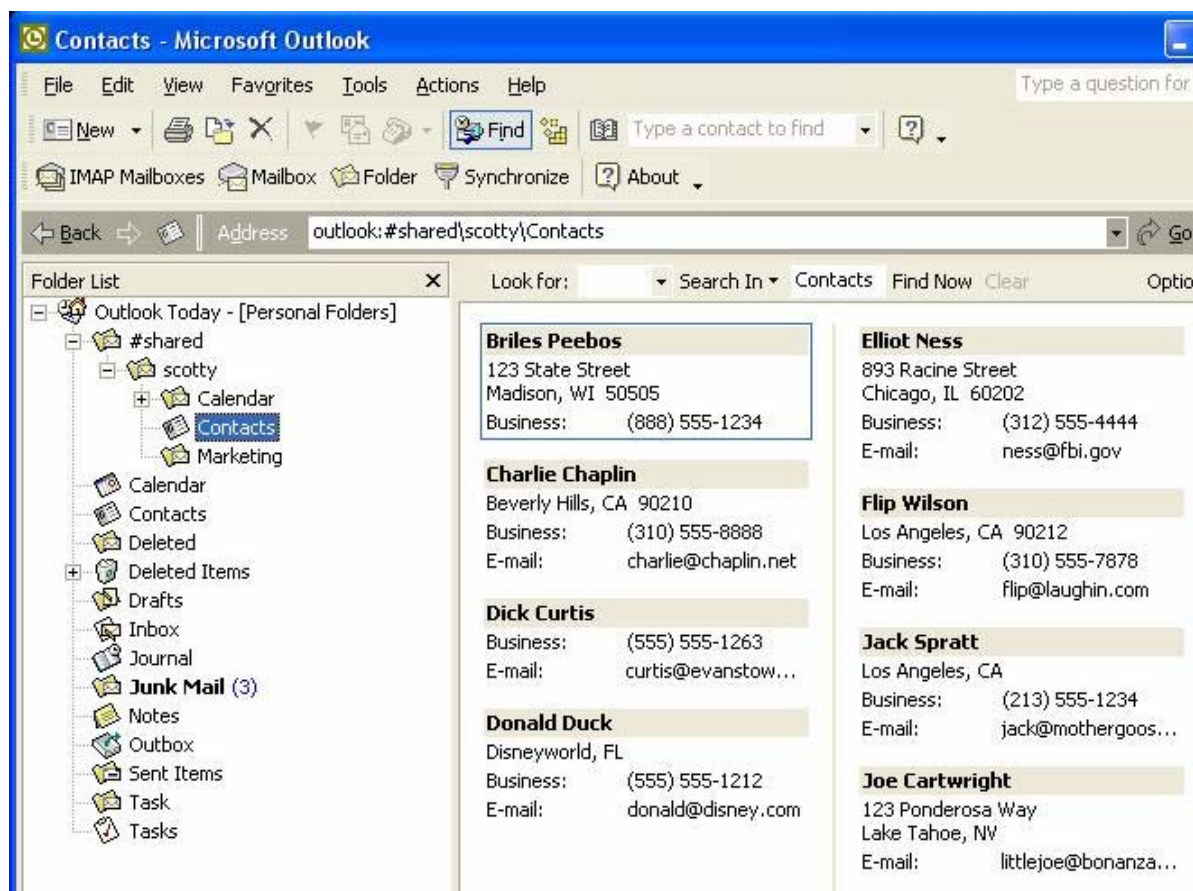 Contacts - Microsoft Outlook
File Edit View Favorites Tools Actions Help Type a question for
New Find Type a contact to find
IMAP Mailboxes Mailbox Folder Synchronize About
Back Address outlook:#shared\scotty\Contacts Go
Folder List
Outlook Today - [Personal Folders]
#shared
scotty
Calendar
Contacts
Marketing
Calendar
Contacts
Deleted
Deleted Items
Drafts
Inbox
Journal
Junk Mail (3)
Notes
Outbox
Sent Items
Task
Tasks
Look for: Search In Contacts Find Now Clear Optio
Briles Peebos
123 State Street
Madison, WI 50505
Business: (888) 555-1234
Charlie Chaplin
Beverly Hills, CA 90210
Business: (310) 555-8888
E-mail: charlie@chaplin.net
Dick Curtis
Business: (555) 555-1263
E-mail: curtis@evanstow...
Donald Duck
Disneyworld, FL
Business: (555) 555-1212
E-mail: donald@disney.com
Elliot Ness
893 Racine Street
Chicago, IL 60202
Business: (312) 555-4444
E-mail: ness@fbi.gov
Flip Wilson
Los Angeles, CA 90212
Business: (310) 555-7878
E-mail: flip@laughin.com
Jack Spratt
Los Angeles, CA
Business: (213) 555-1234
E-mail: jack@mothergoos...
Joe Cartwright
123 Ponderosa Way
Lake Tahoe, NV
E-mail: littlejoe@bonanza...